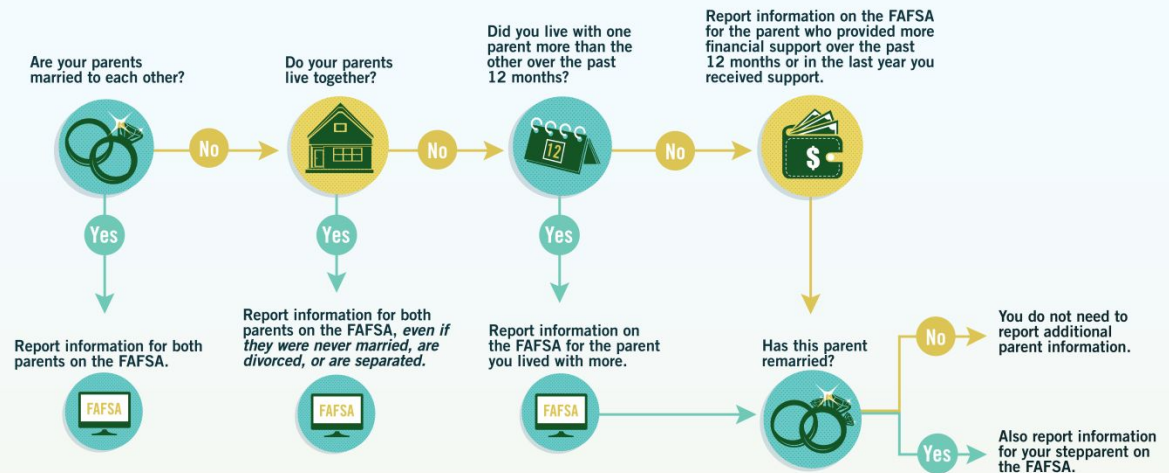 Are your parents
married to each other?
No
Yes
Report information for both
parents on the FAFSA.
FAFSA
Do your parents
live together?
No
Yes
Report information for both
parents on the FAFSA, even if
they were never married, are
divorced, or are separated.
FAFSA
Did you live with one
parent more than the
other over the past
12 months?
12
No
Yes
Report information on
the FAFSA for the parent
you lived with more.
FAFSA
Report information on the FAFSA
for the parent who provided more
financial support over the past
12 months or in the last year you
received support.
$
Has this parent
remarried?
No
You do not need to
report additional
parent information.
Yes
Also report information
for your stepparent on
the FAFSA.